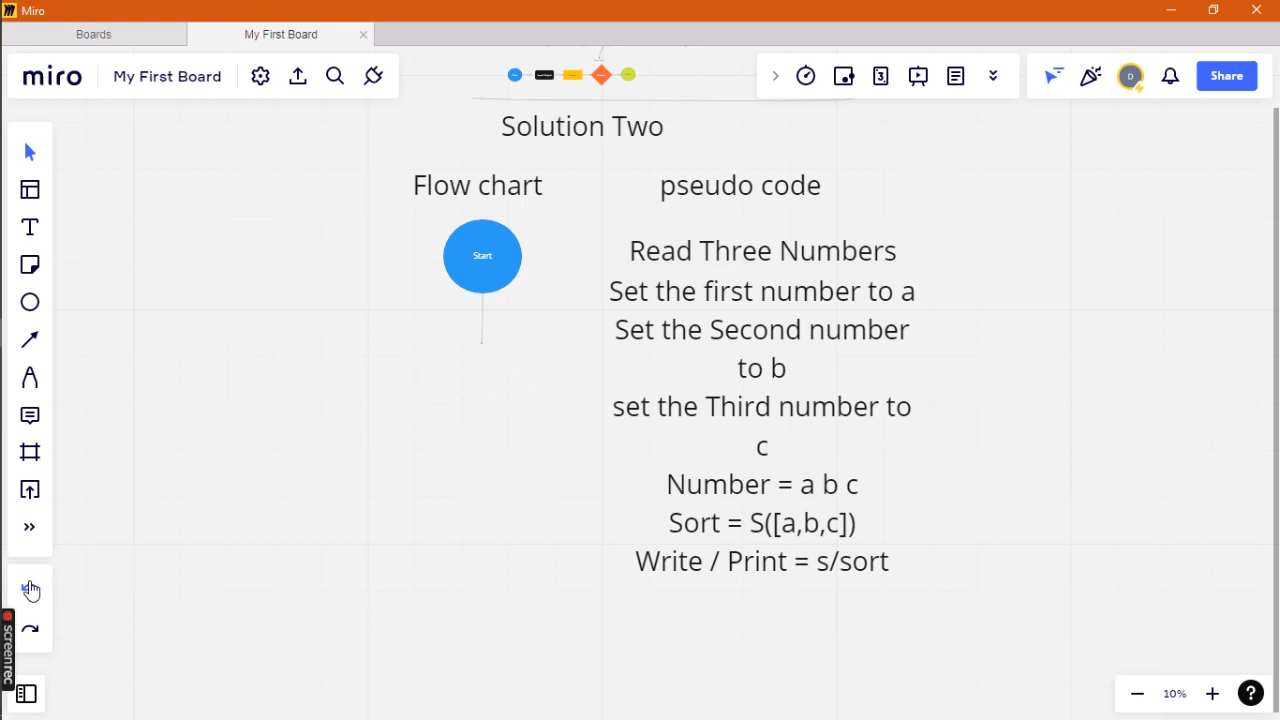 Miro
Boards
My First Board
miro
My First Board
3
D
Share
Solution Two
Flow chart
pseudo code
Start
Read Three Numbers
Set the first number to a
Set the Second number
to b
set the Third number to
c
Number = a b c
Sort = S([a,b,c])
Write / Print = s/sort
screenrec
10%